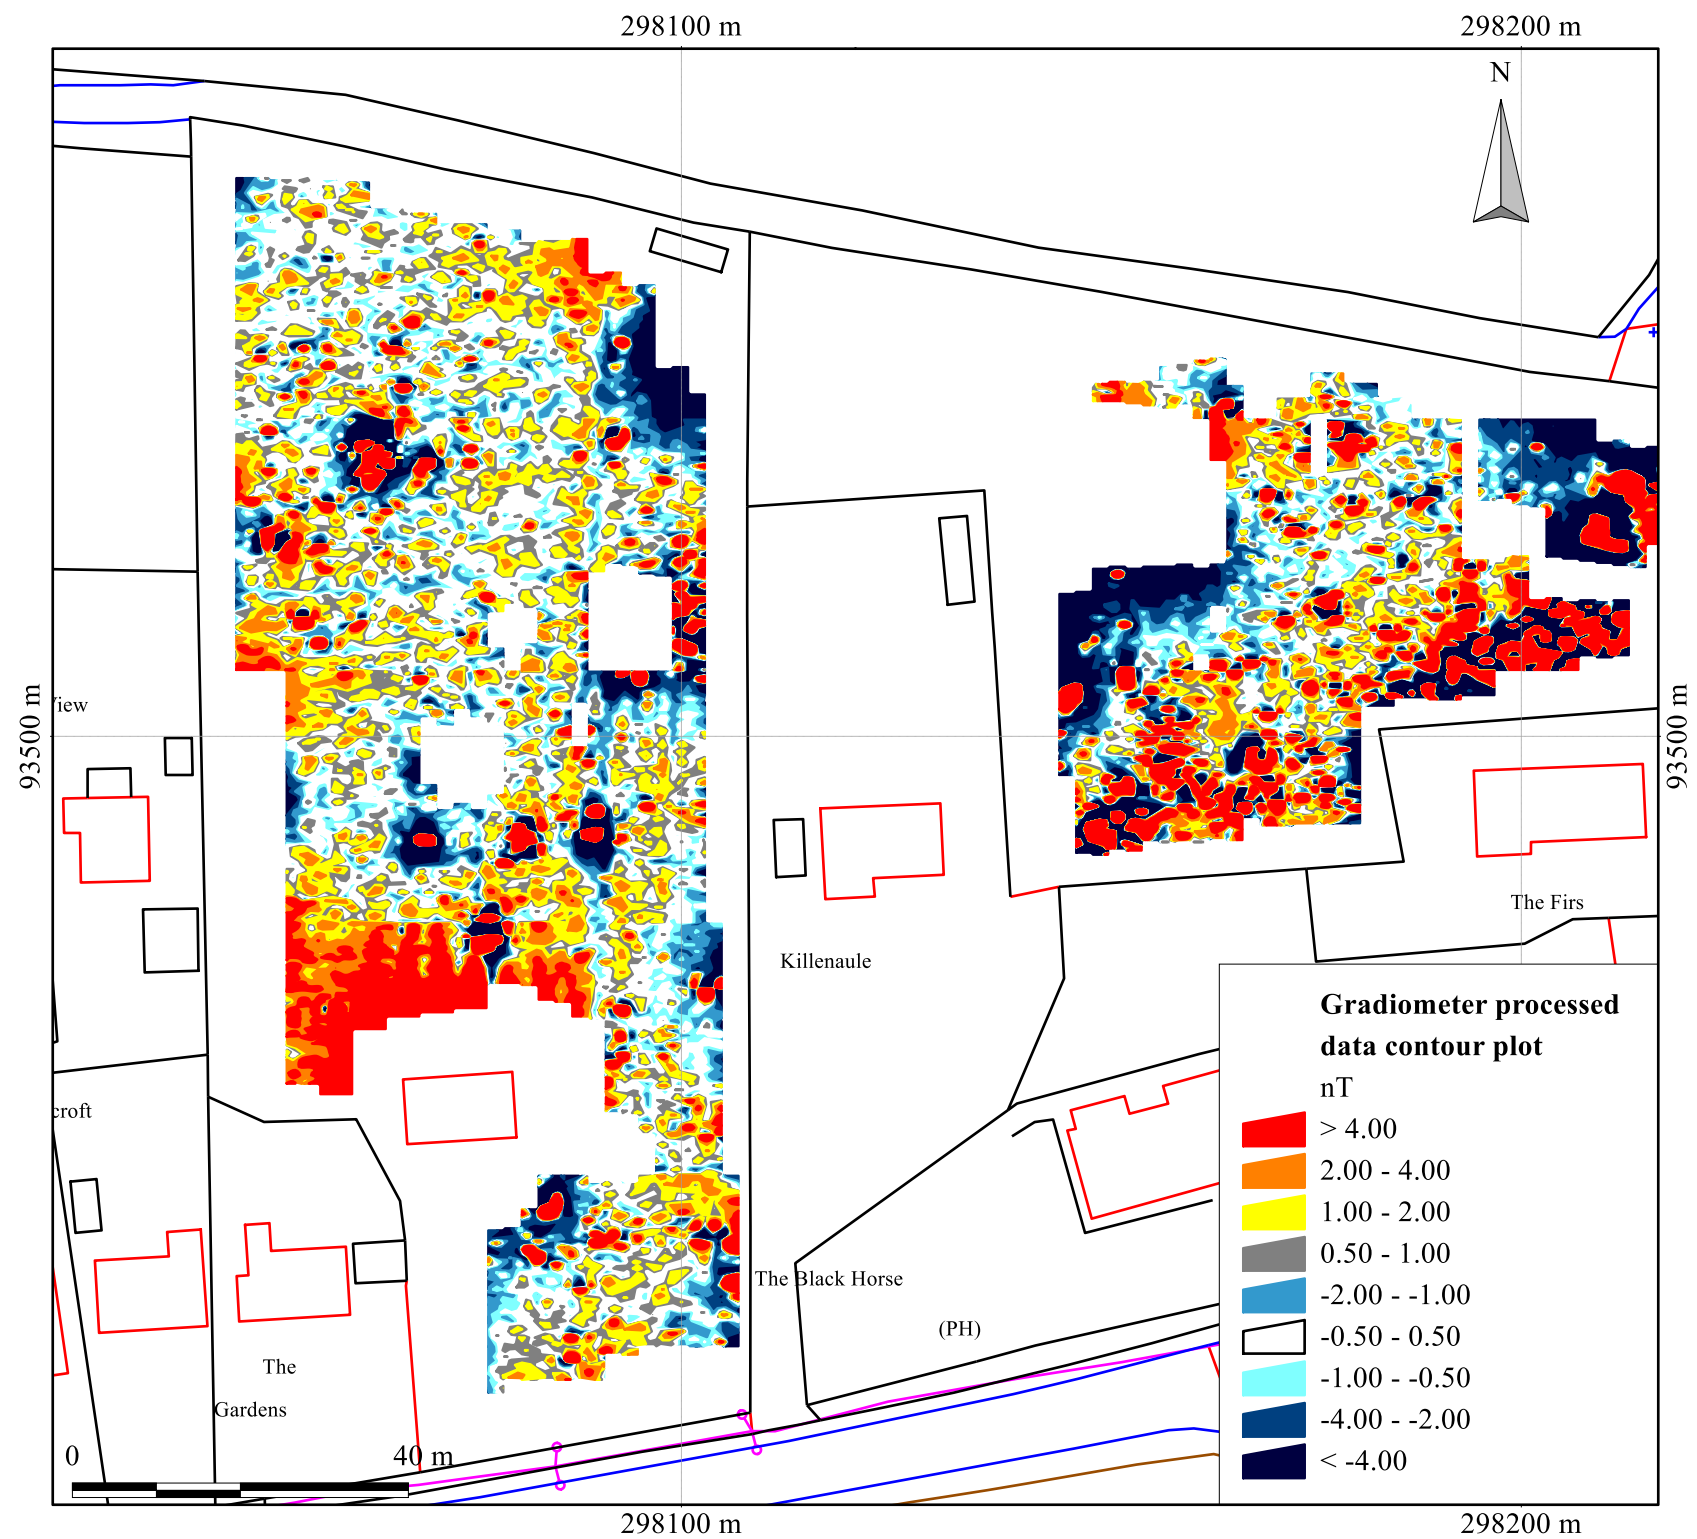 298100 m
298200 m
N
93500 m
93500 m
view
croft
Killenaule
The Firs
The Black Horse
(PH)
The
Gardens
0
40 m
Gradiometer processed
data contour plot
nT
> 4.00
2.00 - 4.00
1.00 - 2.00
0.50 - 1.00
-2.00 - -1.00
-0.50 - 0.50
-1.00 - -0.50
-4.00 - -2.00
< -4.00
298100 m
298200 m